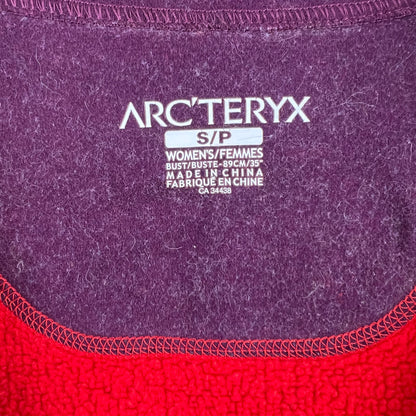 ARC'TERYX
S/P
WOMEN'S/FEMMES
BUST/BUSTE-89CM/35"
MADE IN CHINA
FABRIQUÉ EN CHINE
CA 34438